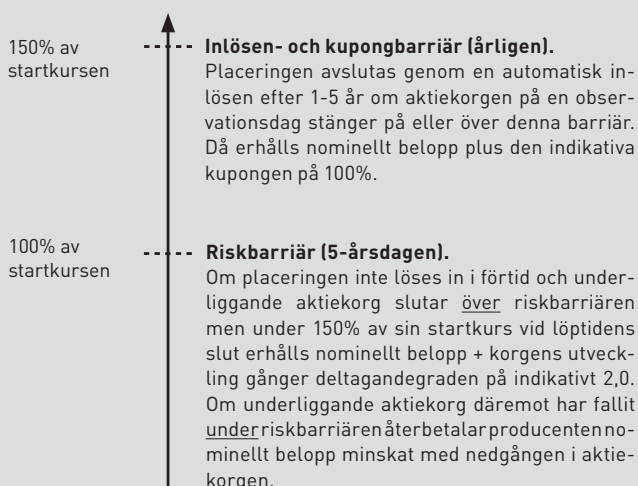 150% av
startkursen
Inlösen- och kupongbarriär (årligen).
Placeringen avslutas genom en automatisk in-
lösen efter 1-5 år om aktiekorgen på en obser-
vationsdag stänger på eller över denna barriär.
Då erhålls nominellt belopp plus den indikativa
kupongen på 100%.
100% av
startkursen
Riskbarriär (5-årsdagen).
Om placeringen inte löses in i förtid och under-
liggande aktiekorg slutar över riskbarriären
men under 150% av sin startkurs vid löptidens
slut erhålls nominellt belopp + korgens utveck-
ling gånger deltagandegraden på indikativt 2,0.
Om underliggande aktiekorg däremot har fallit
under riskbarriären återbetalar producenten no-
minellt belopp minskat med nedgången i aktie-
korgen.